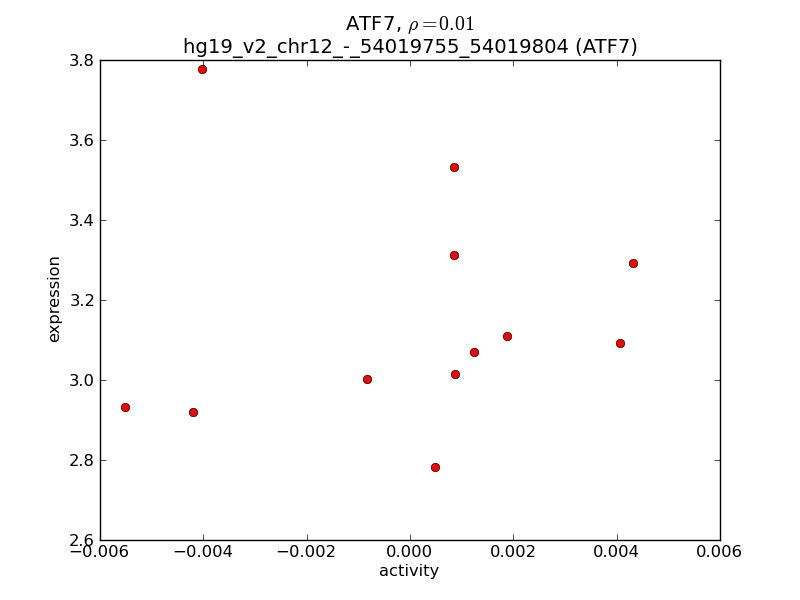 ATF7, ρ=0.01
hg19_v2_chr12_-_54019755_54019804 (ATF7)
3.8
3.6
3.4
3.2
3.0
2.8
2.6
expression
−0.006 −0.004 −0.002 0.000 0.002 0.004 0.006
activity